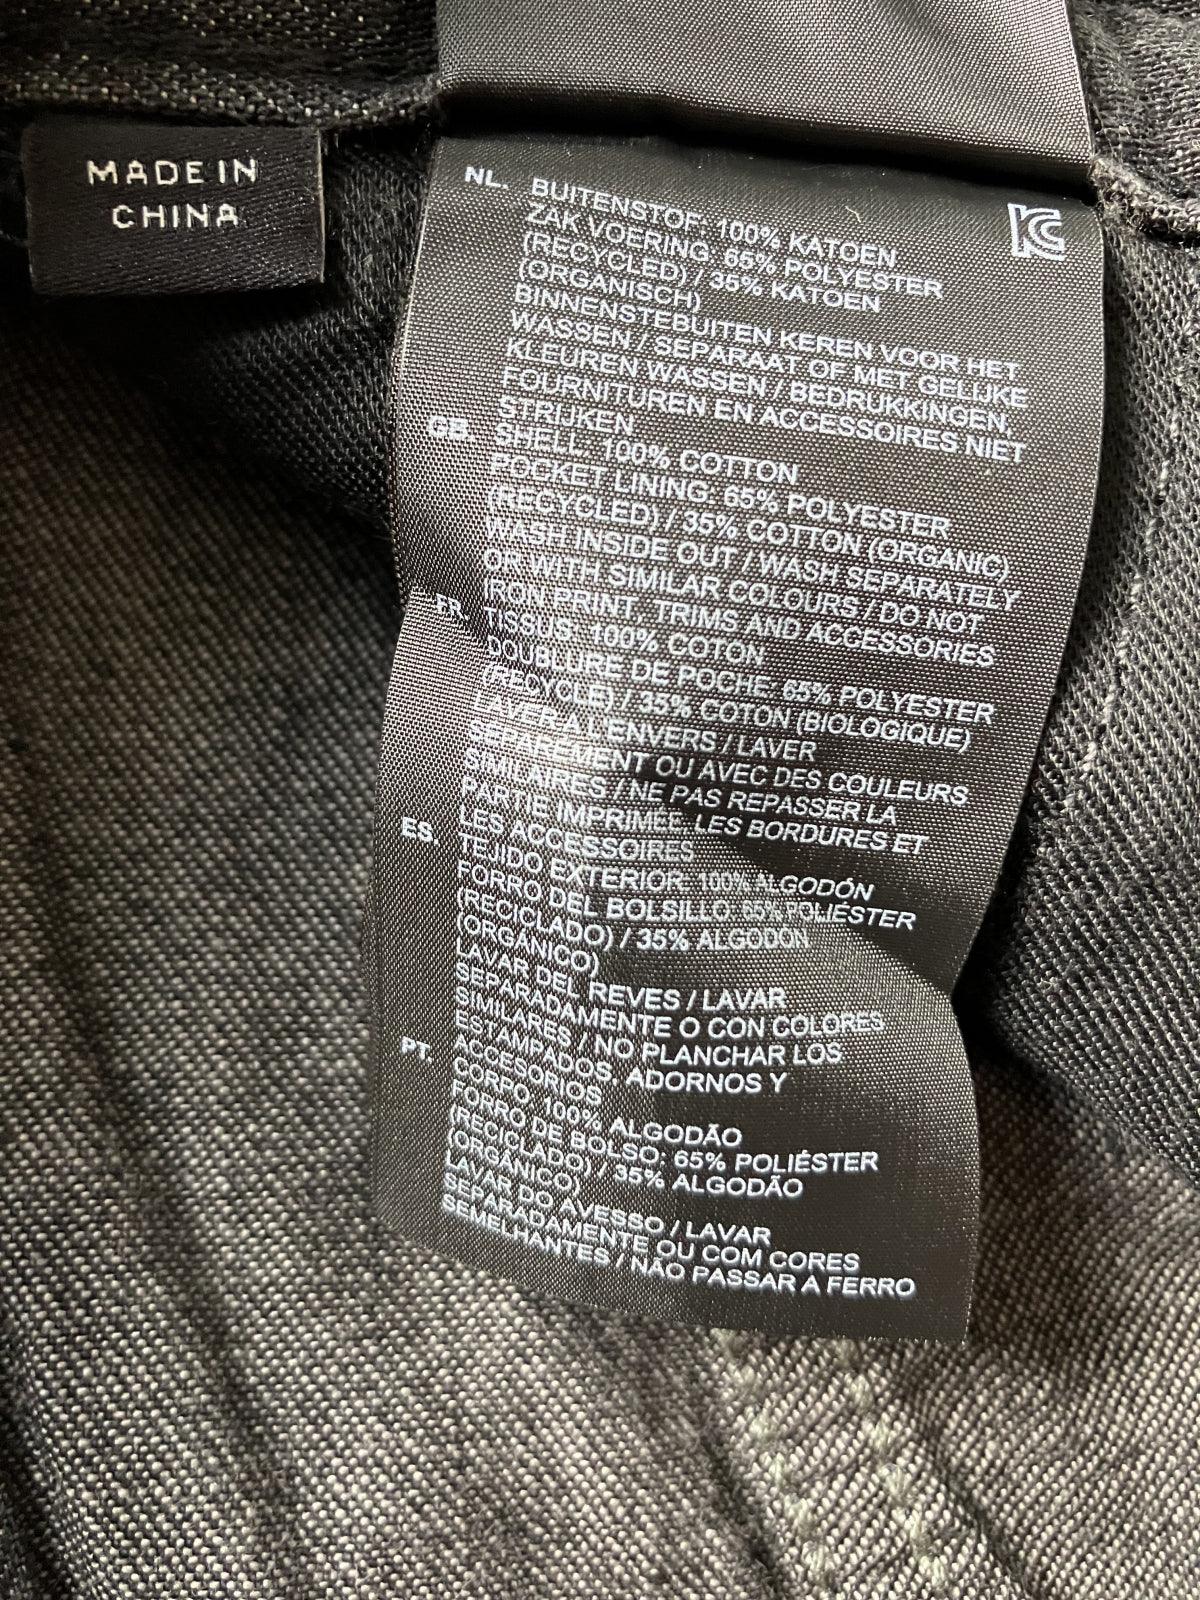 MADE IN
CHINA
KC
NL. BUITENSTOF: 100% KATOEN
ZAK VOERING: 65% POLYESTER
(RECYCLED) / 35% KATOEN
(ORGANISCH)
BINNENSTEBUITEN KEREN VOOR HET
WASSEN / SEPARAAT OF MET GELIJKE
KLEUREN WASSEN / BEDRUKKINGEN,
FOURNITUREN EN ACCESSOIRES NIET
STRIJKEN
GB. SHELL: 100% COTTON
POCKET LINING: 65% POLYESTER
(RECYCLED) / 35% COTTON (ORGANIC)
WASH INSIDE OUT / WASH SEPARATELY
OR WITH SIMILAR COLOURS / DO NOT
IRON PRINT, TRIMS AND ACCESSORIES
FR. TISSUS: 100% COTON
DOUBLURE DE POCHE: 65% POLYESTER
(RECYCLE) / 35% COTON (BIOLOGIQUE)
LAVER A L'ENVERS / LAVER
SEPAREMENT OU AVEC DES COULEURS
SIMILAIRES / NE PAS REPASSER LA
PARTIE IMPRIMEE, LES BORDURES ET
LES ACCESSOIRES
ES. TEJIDO EXTERIOR: 100% ALGODÓN
FORRO DEL BOLSILLO: 65% POLIÉSTER
(RECICLADO) / 35% ALGODÓN
(ORGÁNICO)
LAVAR DEL REVES / LAVAR
SEPARADAMENTE O CON COLORES
SIMILARES / NO PLANCHAR LOS
ESTAMPADOS, ADORNOS Y
ACCESORIOS
PT. CORPO: 100% ALGODÃO
FORRO DE BOLSO: 65% POLIÉSTER
(RECICLADO) / 35% ALGODÃO
(ORGÂNICO)
LAVAR DO AVESSO / LAVAR
SEPARADAMENTE OU COM CORES
SEMELHANTES / NÃO PASSAR A FERRO